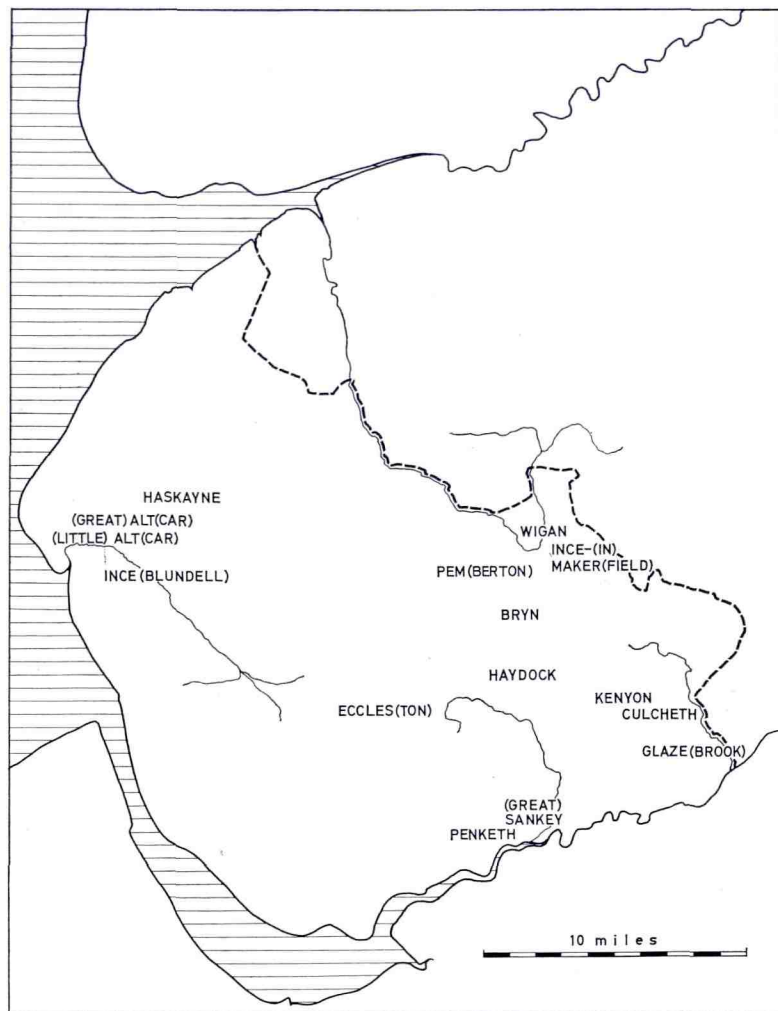 HASKAYNE
(GREAT) ALT(CAR)
(LITTLE) ALT(CAR)
INCE (BLUNDELL)
WIGAN
INCE-(IN)
MAKER(FIELD)
PEM(BERTON)
BRYN
HAYDOCK
ECCLES(TON)
KENYON
CULCHETH
GLAZE(BROOK)
(GREAT)
SANKEY
PENKETH
10 miles